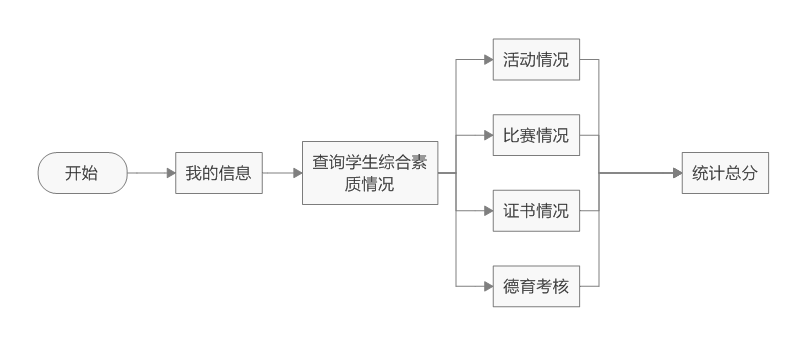 开始
我的信息
查询学生综合素
质情况
活动情况
比赛情况
证书情况
德育考核
统计总分